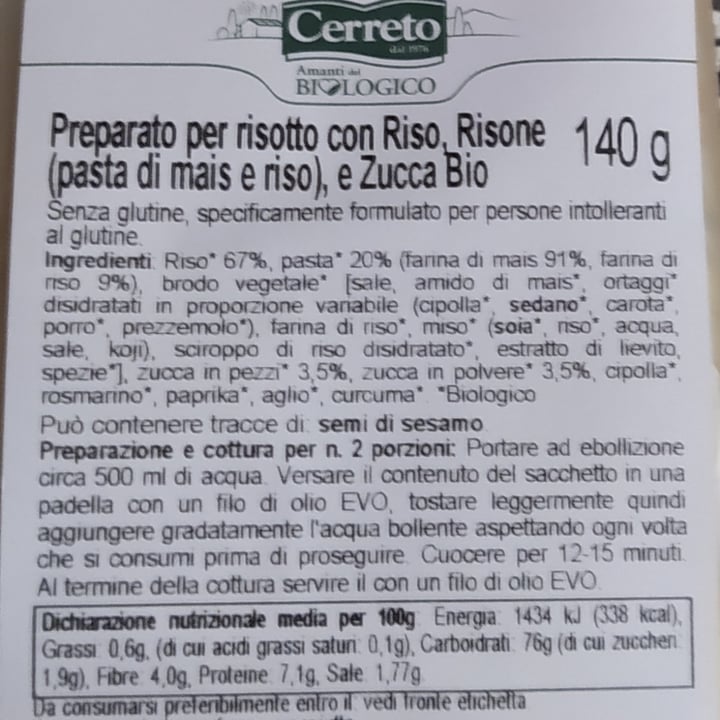 Cerreto
dal 1976
Amanti del
BIOLOGICO
Preparato per risotto con Riso, Risone 140 g
(pasta di mais e riso), e Zucca Bio
Senza glutine, specificamente formulato per persone intolleranti
al glutine.
Ingredienti: Riso* 67%, pasta* 20% (farina di mais 91%, farina di
riso 9%), brodo vegetale* [sale, amido di mais*, ortaggi*
disidratati in proporzione variabile (cipolla*, sedano*, carota*,
porro*, prezzemolo*), farina di riso*, miso* (soia*, riso*, acqua,
sale, koji), sciroppo di riso disidratato*, estratto di lievito,
spezie*], zucca in pezzi* 3,5%, zucca in polvere* 3,5%, cipolla*,
rosmarino*, paprika*, aglio*, curcuma* *Biologico
Può contenere tracce di: semi di sesamo.
Preparazione e cottura per n. 2 porzioni: Portare ad ebollizione
circa 500 ml di acqua. Versare il contenuto del sacchetto in una
padella con un filo di olio EVO, tostare leggermente quindi
aggiungere gradatamente l'acqua bollente aspettando ogni volta
che si consumi prima di proseguire. Cuocere per 12-15 minuti.
Al termine della cottura servire il con un filo di olio EVO.
Dichiarazione nutrizionale media per 100g: Energia: 1434 kJ (338 kcal),
Grassi: 0,6g, (di cui acidi grassi saturi: 0,1g), Carboidrati: 76g (di cui zuccheri:
1,9g), Fibre: 4,0g, Proteine: 7,1g, Sale: 1,77g
Da consumarsi preferibilmente entro il: vedi fronte etichetta